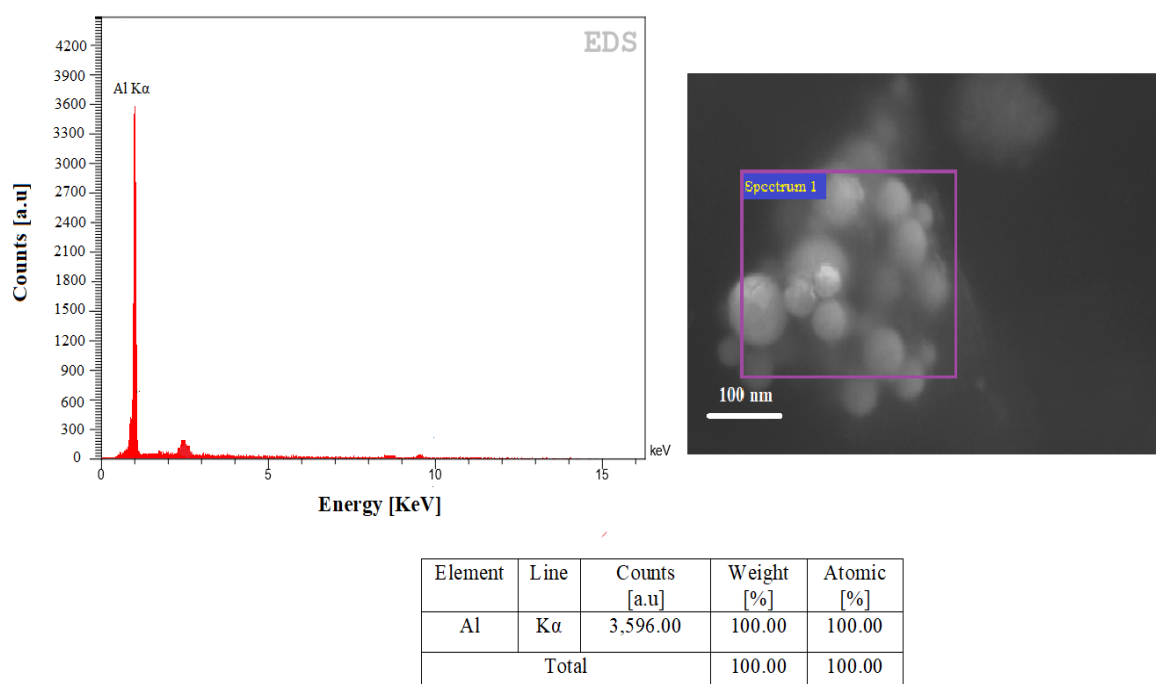 EDS
4200
3900
3600
3300
3000
2700
2400
2100
1800
1500
1200
900
600
300
0
Counts [a.u]
Al Kα
0 5 10 15
keV
Energy [KeV]
Spectrum 1
100 nm
Element Line Counts [a.u] Weight [%] Atomic [%]
Al Kα 3,596.00 100.00 100.00
Total 100.00 100.00